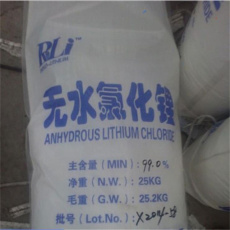 RLi™
无水氯化锂
ANHYDROUS LITHIUM CHLORIDE
主含量(MIN):99.0%
净重(N.W.):25KG
毛重(G.W.):25.2KG
批号(Lot.No.):